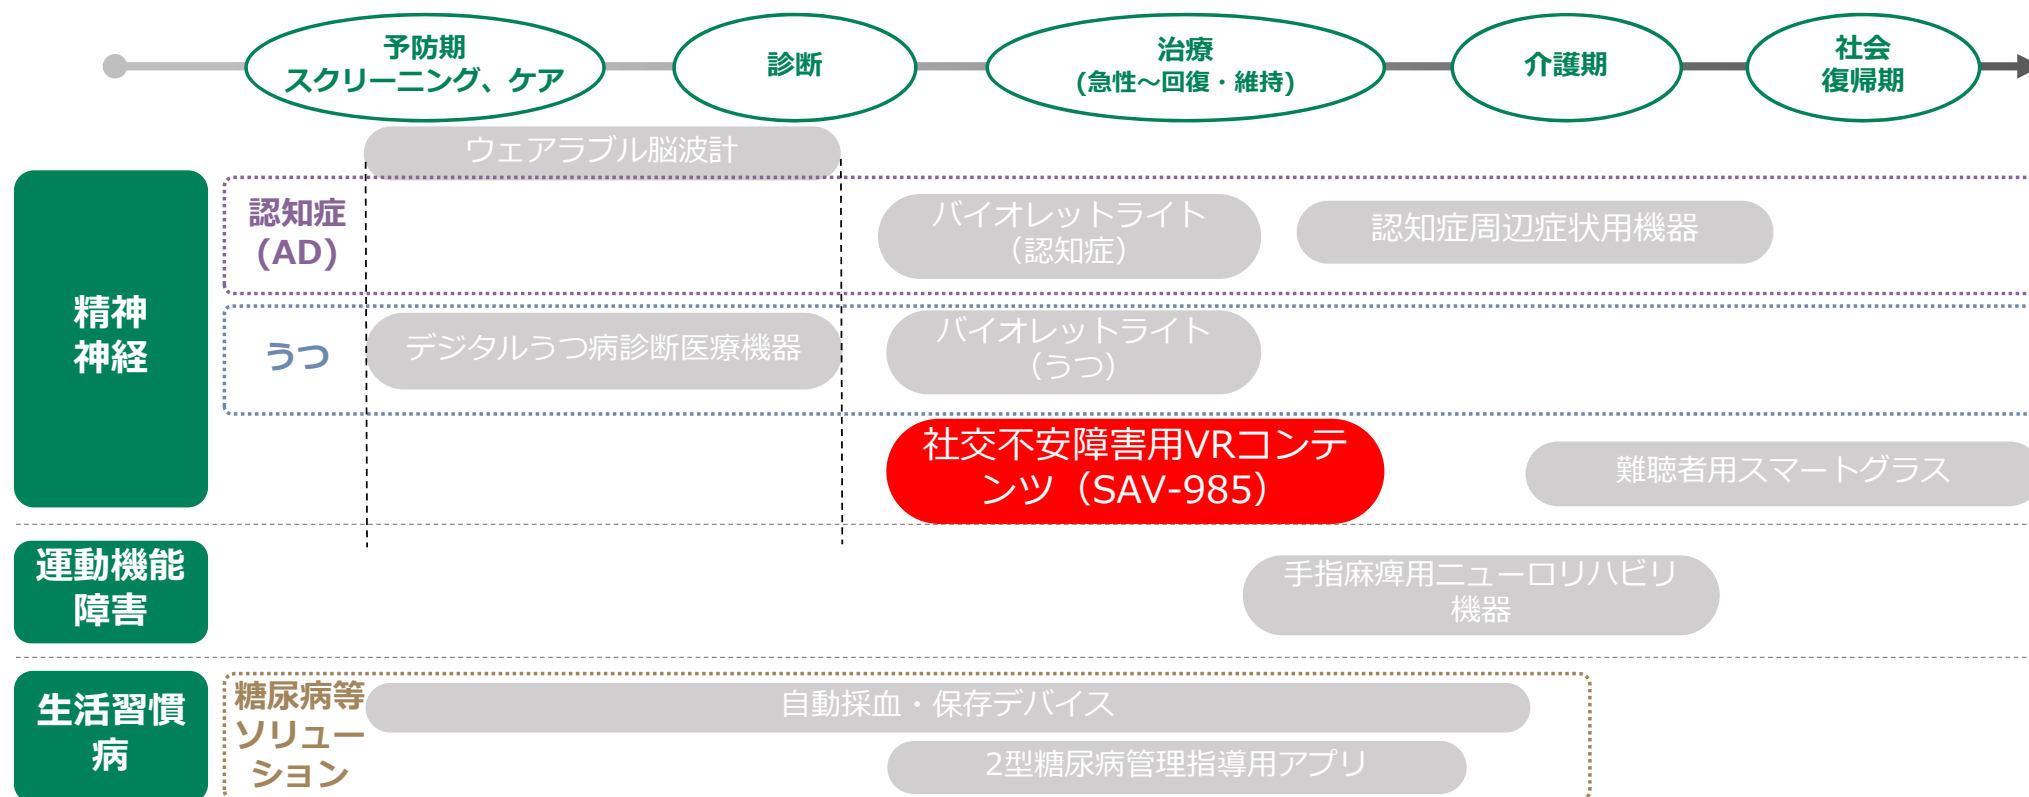 予防期
スクリーニング、ケア
診断
治療
(急性～回復・維持)
介護期
社会
復帰期
ウェアラブル脳波計
精神
神経
認知症
(AD)
バイオレットライト
（認知症）
認知症周辺症状用機器
うつ
デジタルうつ病診断医療機器
バイオレットライト
（うつ）
社交不安障害用VRコンテ
ンツ（SAV-985）
難聴者用スマートグラス
運動機能
障害
手指麻痺用ニューロリハビリ
機器
生活習慣
病
糖尿病等
ソリュー
ション
自動採血・保存デバイス
2型糖尿病管理指導用アプリ